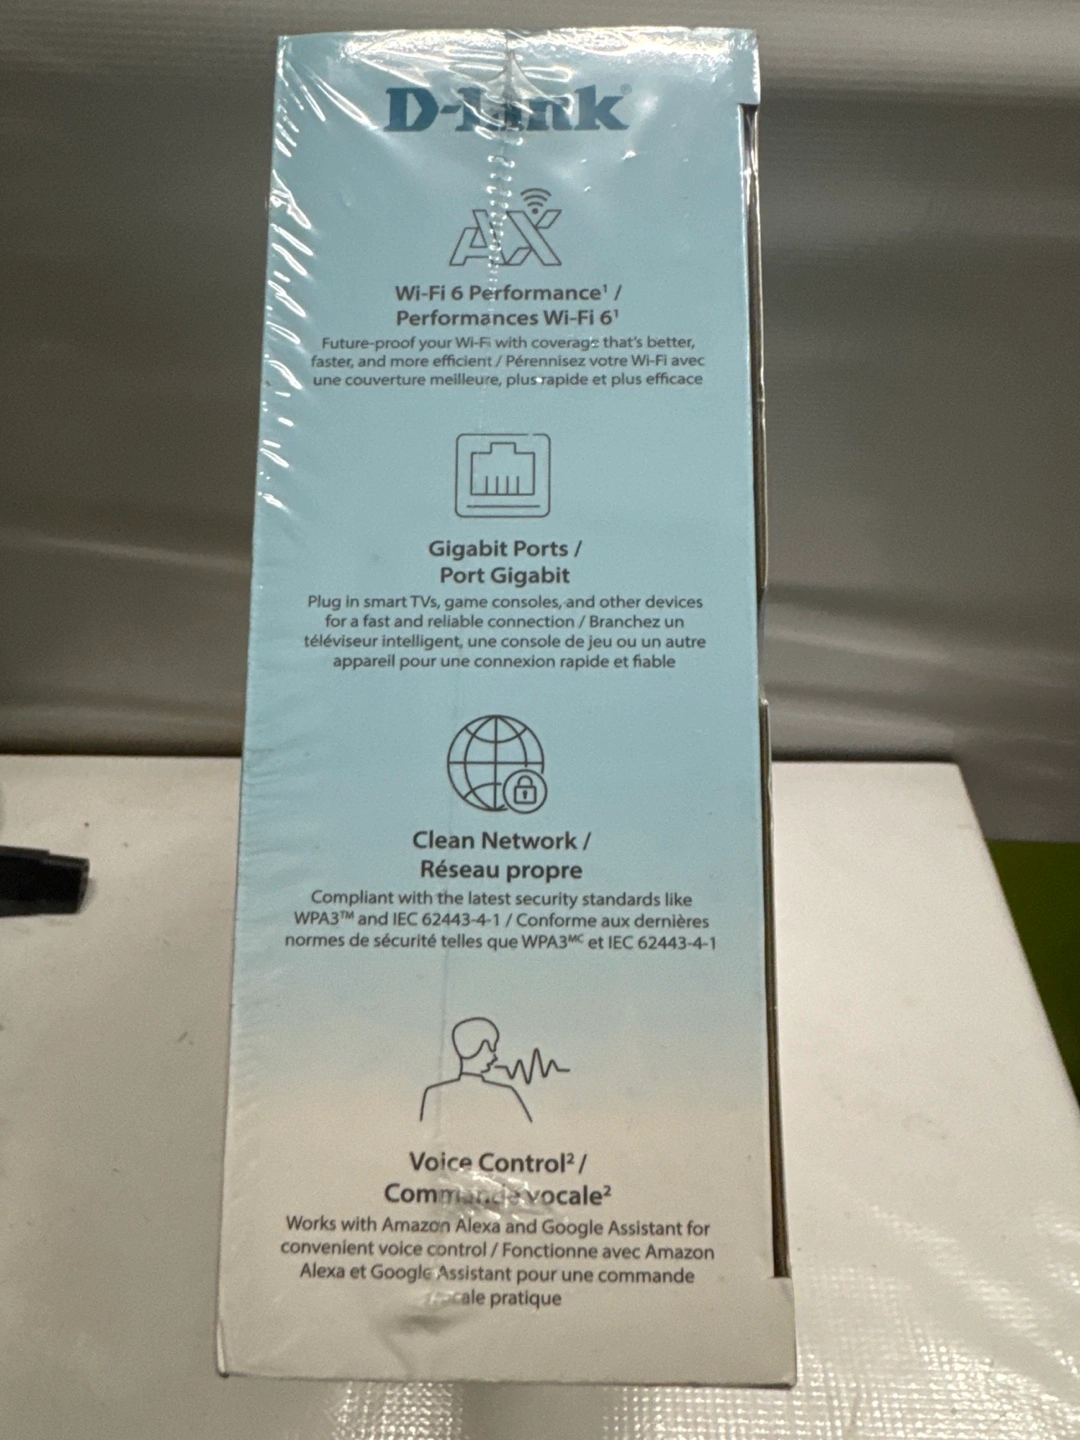 D-Link®
AX
Wi-Fi 6 Performance¹ /
Performances Wi-Fi 6¹
Future-proof your Wi-Fi with coverage that's better,
faster, and more efficient / Pérennisez votre Wi-Fi avec
une couverture meilleure, plus rapide et plus efficace
Gigabit Ports /
Port Gigabit
Plug in smart TVs, game consoles, and other devices
for a fast and reliable connection / Branchez un
téléviseur intelligent, une console de jeu ou un autre
appareil pour une connexion rapide et fiable
Clean Network /
Réseau propre
Compliant with the latest security standards like
WPA3™ and IEC 62443-4-1 / Conforme aux dernières
normes de sécurité telles que WPA3ᴹᶜ et IEC 62443-4-1
Voice Control² /
Commande vocale²
Works with Amazon Alexa and Google Assistant for
convenient voice control / Fonctionne avec Amazon
Alexa et Google Assistant pour une commande
vocale pratique